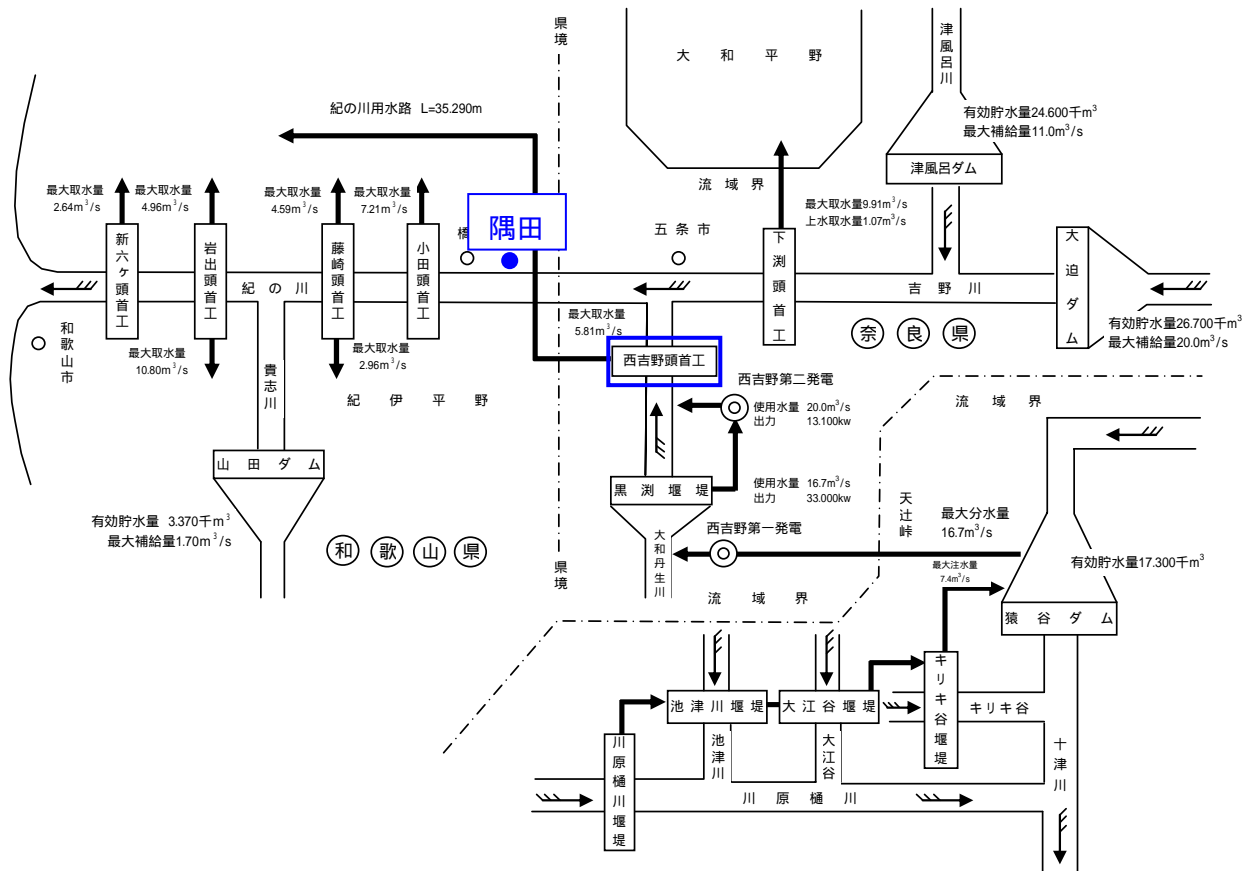 県境
大和平野
津風呂川
紀の川用水路 L=35.290m
有効貯水量24.600千m³
最大補給量11.0m³/s
津風呂ダム
流域界
最大取水量
2.64m³/s
最大取水量
4.96m³/s
最大取水量
4.59m³/s
最大取水量
7.21m³/s
最大取水量9.91m³/s
上水取水量1.07m³/s
隅田
橋
五条市
新六ヶ頭首工
岩出頭首工
藤崎頭首工
小田頭首工
下渕頭首工
大迫ダム
紀の川
吉野川
和歌山市
最大取水量
5.81m³/s
奈良県
有効貯水量26.700千m³
最大補給量20.0m³/s
最大取水量
10.80m³/s
貴志川
最大取水量
2.96m³/s
西吉野頭首工
紀伊平野
西吉野第二発電
使用水量 20.0m³/s
出力 13.100kw
流域界
山田ダム
黒渕堰堤
使用水量 16.7m³/s
出力 33.000kw
有効貯水量 3.370千m³
最大補給量1.70m³/s
和歌山県
県境
大和丹生川
西吉野第一発電
天辻峠
最大分水量
16.7m³/s
最大注水量
7.4m³/s
有効貯水量17.300千m³
流域界
猿谷ダム
池津川堰堤
大江谷堰堤
キリキ谷堰堤
キリキ谷
川原樋川堰堤
池津川
大江谷
十津川
川原樋川